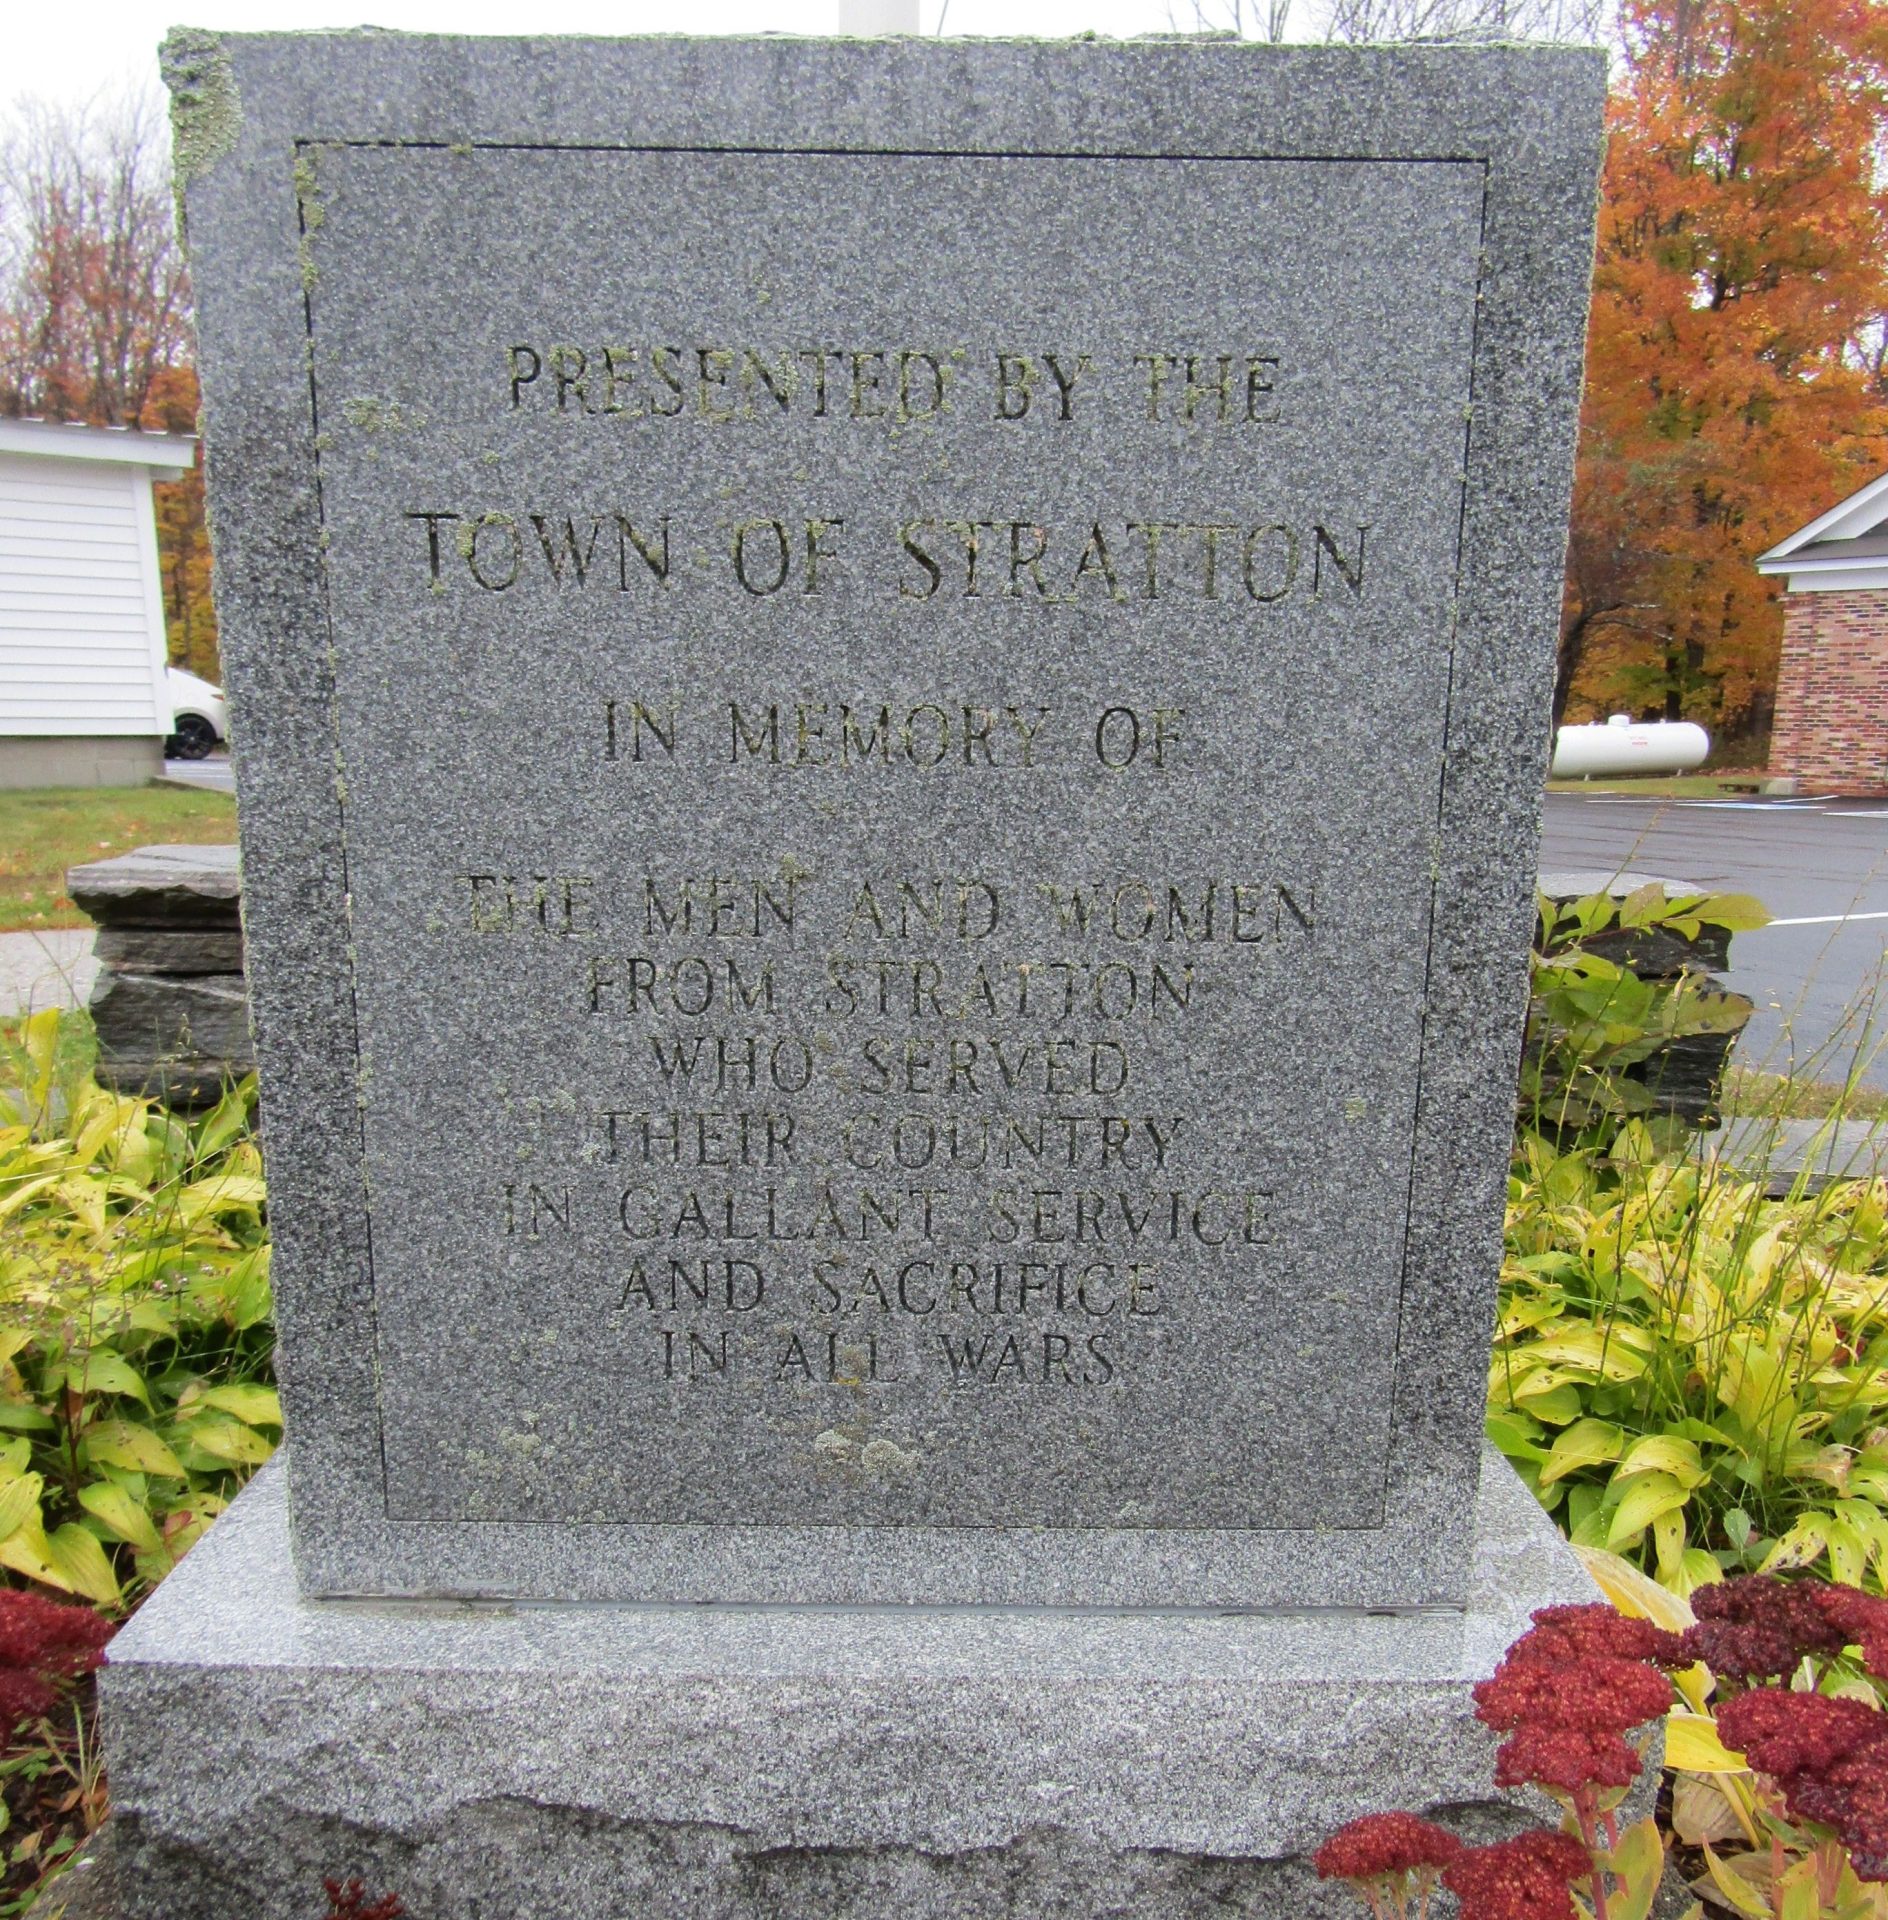 PRESENTED BY THE
TOWN OF STRATTON
IN MEMORY OF
THE MEN AND WOMEN
FROM STRATTON
WHO SERVED
THEIR COUNTRY
IN GALLANT SERVICE
AND SACRIFICE
IN ALL WARS